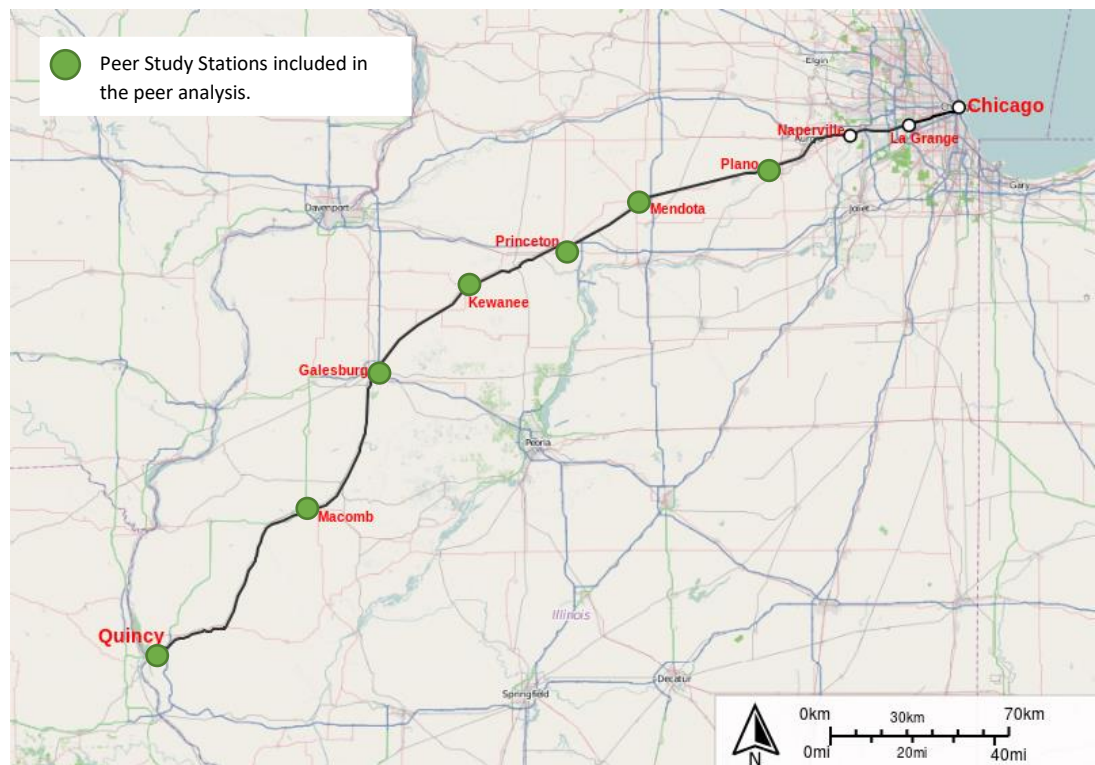 Peer Study Stations included in
the peer analysis.
Elgin
Chicago
Naperville
La Grange
Plano
Gary
Joliet
Mendota
Davenport
Princeton
Kewanee
Galesburg
Peoria
Macomb
Illinois
Quincy
Decatur
Springfield
0km 30km 70km
0mi 20mi 40mi
N